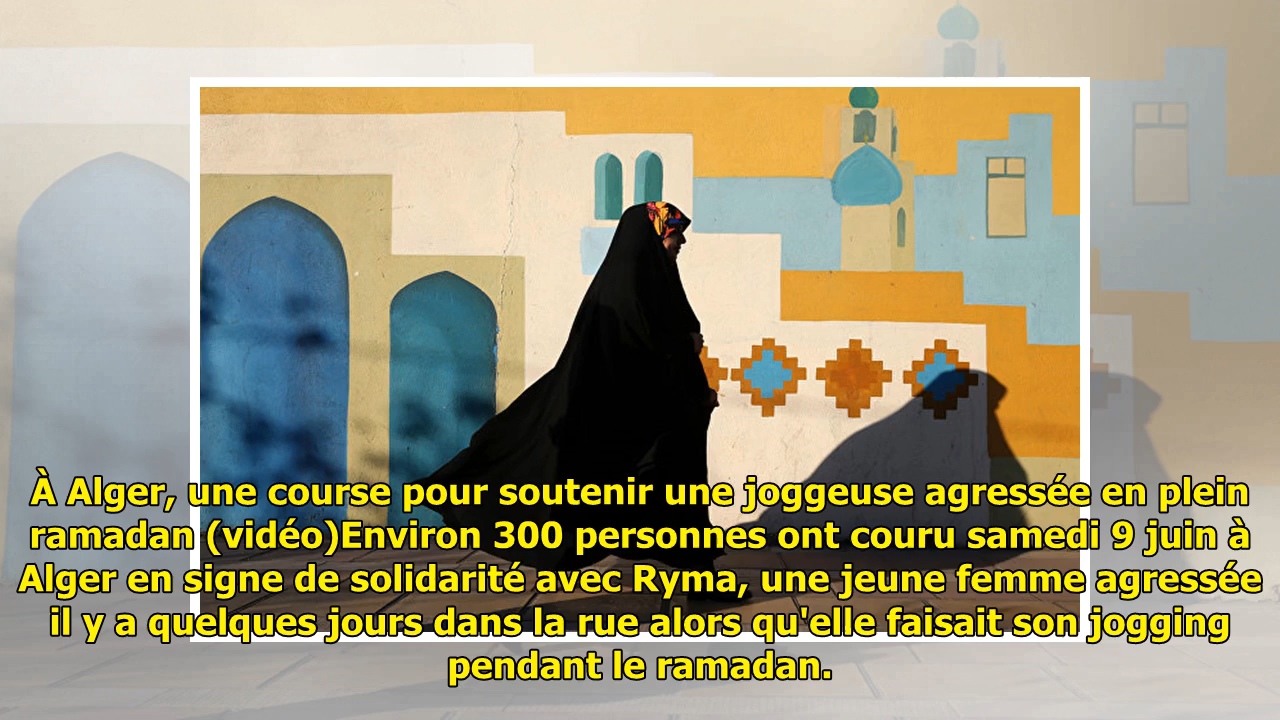 À Alger, une course pour soutenir une joggeuse agressée en plein
ramadan (vidéo)Environ 300 personnes ont couru samedi 9 juin à
Alger en signe de solidarité avec Ryma, une jeune femme agressée
il y a quelques jours dans la rue alors qu'elle faisait son jogging
pendant le ramadan.